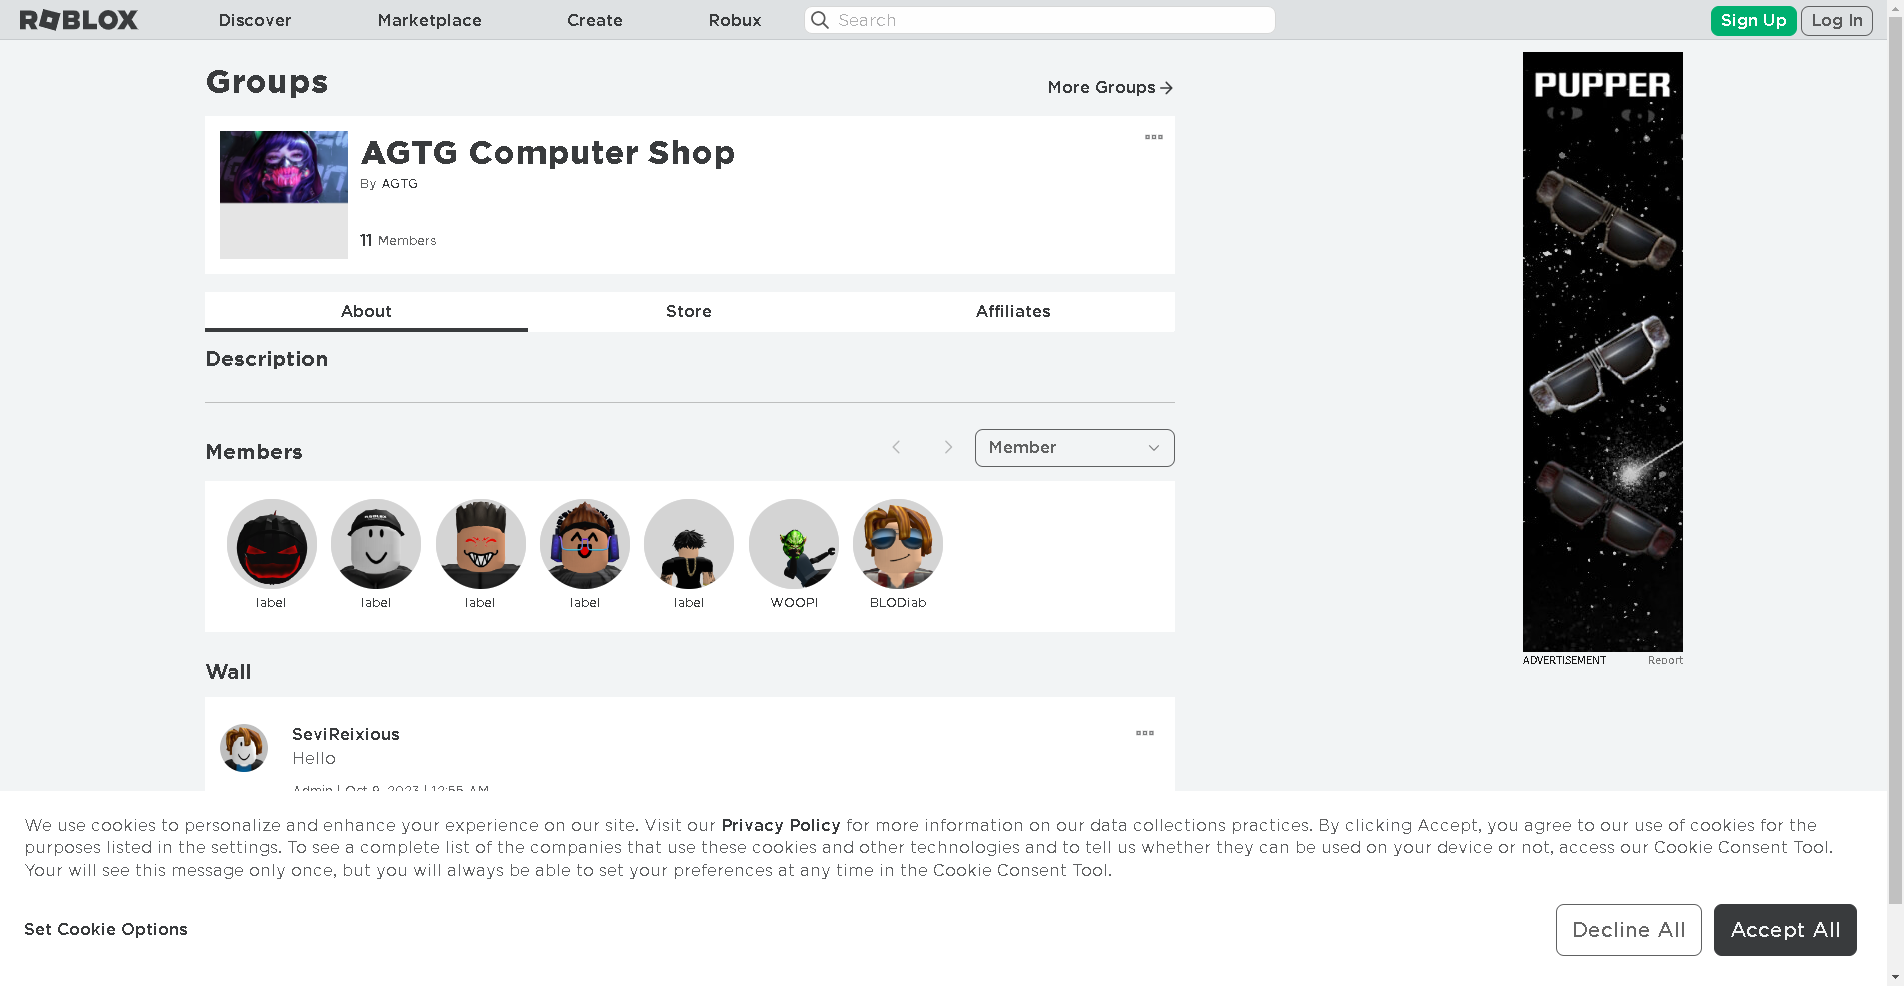 ROBLOX Discover Marketplace Create Robux Search Sign Up Log In
Groups
More Groups
AGTG Computer Shop
By AGTG
11 Members
About Store Affiliates
Description
Members
Member
label label label label label WOOPI BLODiab
Wall
SeviReixious
Hello
Admin | Oct 9, 2023 | 12:55 AM
PUPPER
ADVERTISEMENT Report
We use cookies to personalize and enhance your experience on our site. Visit our Privacy Policy for more information on our data collections practices. By clicking Accept, you agree to our use of cookies for the
purposes listed in the settings. To see a complete list of the companies that use these cookies and other technologies and to tell us whether they can be used on your device or not, access our Cookie Consent Tool.
Your will see this message only once, but you will always be able to set your preferences at any time in the Cookie Consent Tool.
Set Cookie Options
Decline All Accept All